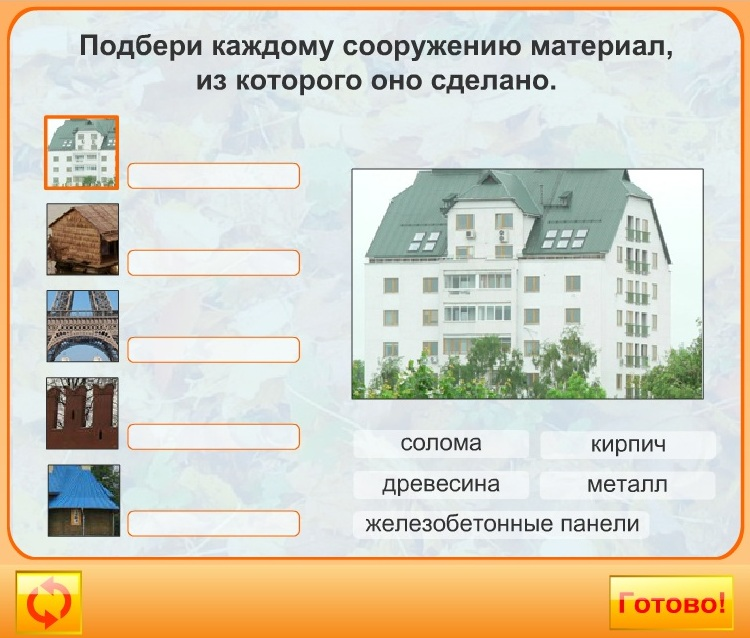 Подбери каждому сооружению материал,
из которого оно сделано.
солома
кирпич
древесина
металл
железобетонные панели
Готово!